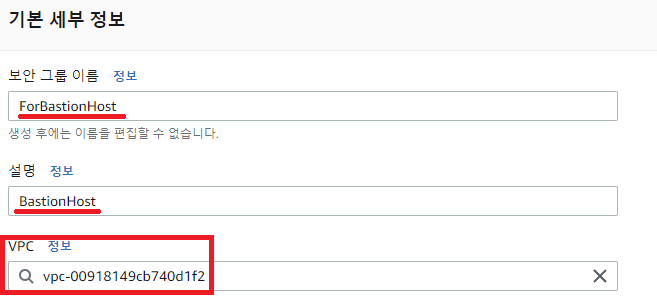 기본 세부 정보
보안 그룹 이름 정보
ForBastionHost
생성 후에는 이름을 편집할 수 없습니다.
설명 정보
BastionHost
VPC 정보
vpc-00918149cb740d1f2